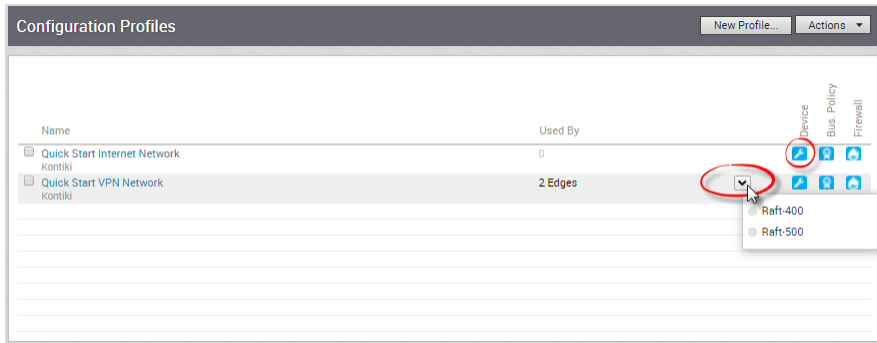 Configuration Profiles
New Profile...
Actions
Name
Used By
Device
Bus. Policy
Firewall
Quick Start Internet Network
0
Kontiki
Quick Start VPN Network
2 Edges
Kontiki
Raft-400
Raft-500